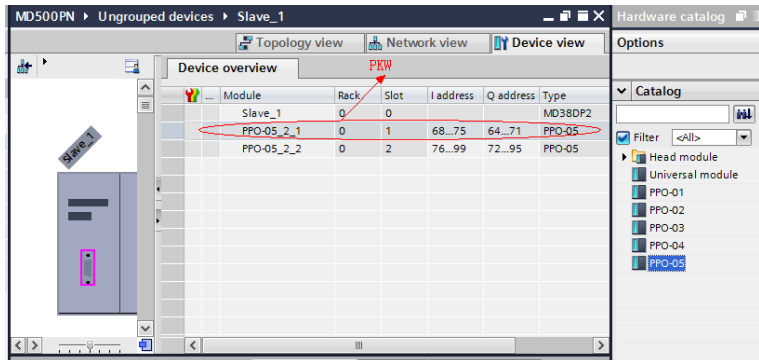 MD500PN ▸ Ungrouped devices ▸ Slave_1
Hardware catalog
Topology view
Network view
Device view
Options
Device overview
PKW
... Module Rack Slot I address Q address Type
Slave_1 0 0 MD38DP2
PPO-05_2_1 0 1 68...75 64...71 PPO-05
PPO-05_2_2 0 2 76...99 72...95 PPO-05
Slave_1
Catalog
Filter <All>
Head module
Universal module
PPO-01
PPO-02
PPO-03
PPO-04
PPO-05